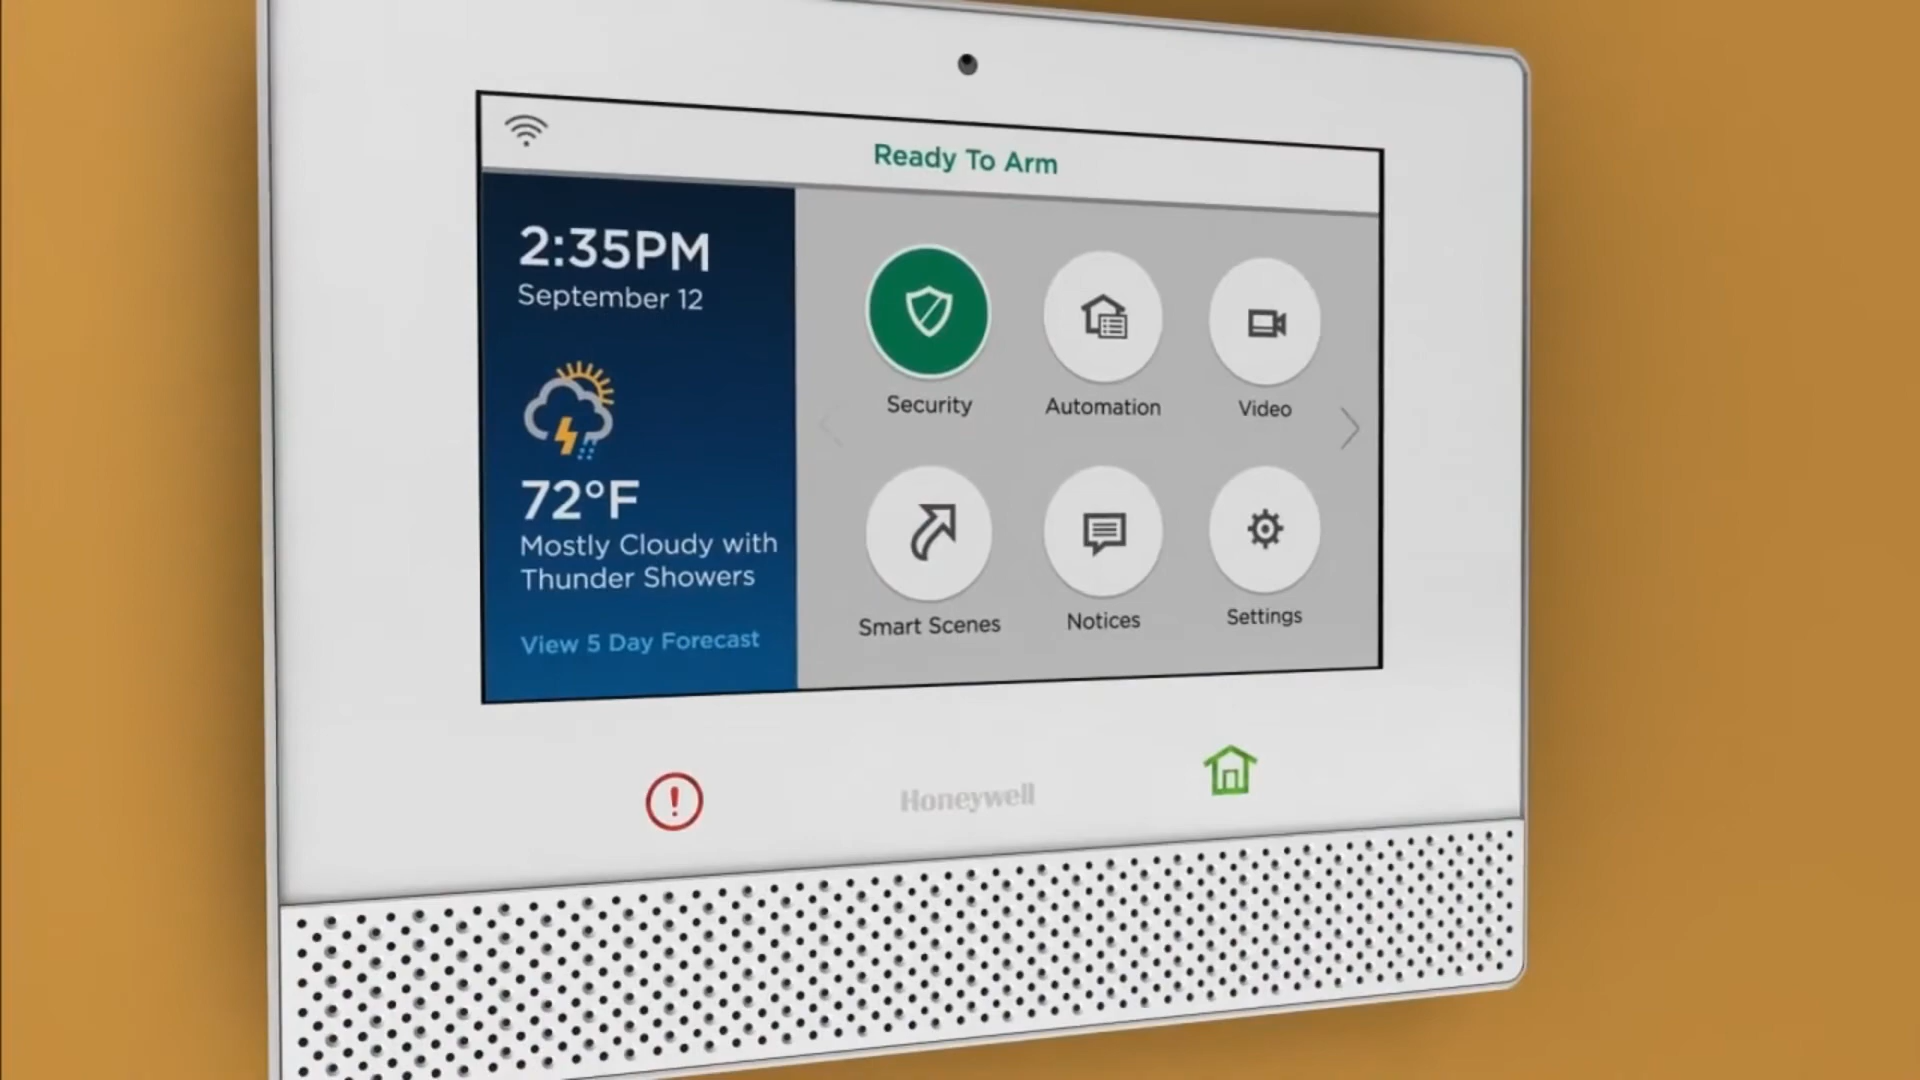 Ready To Arm
2:35PM
September 12
72°F
Mostly Cloudy with
Thunder Showers
View 5 Day Forecast
Security
Automation
Video
Smart Scenes
Notices
Settings
Honeywell